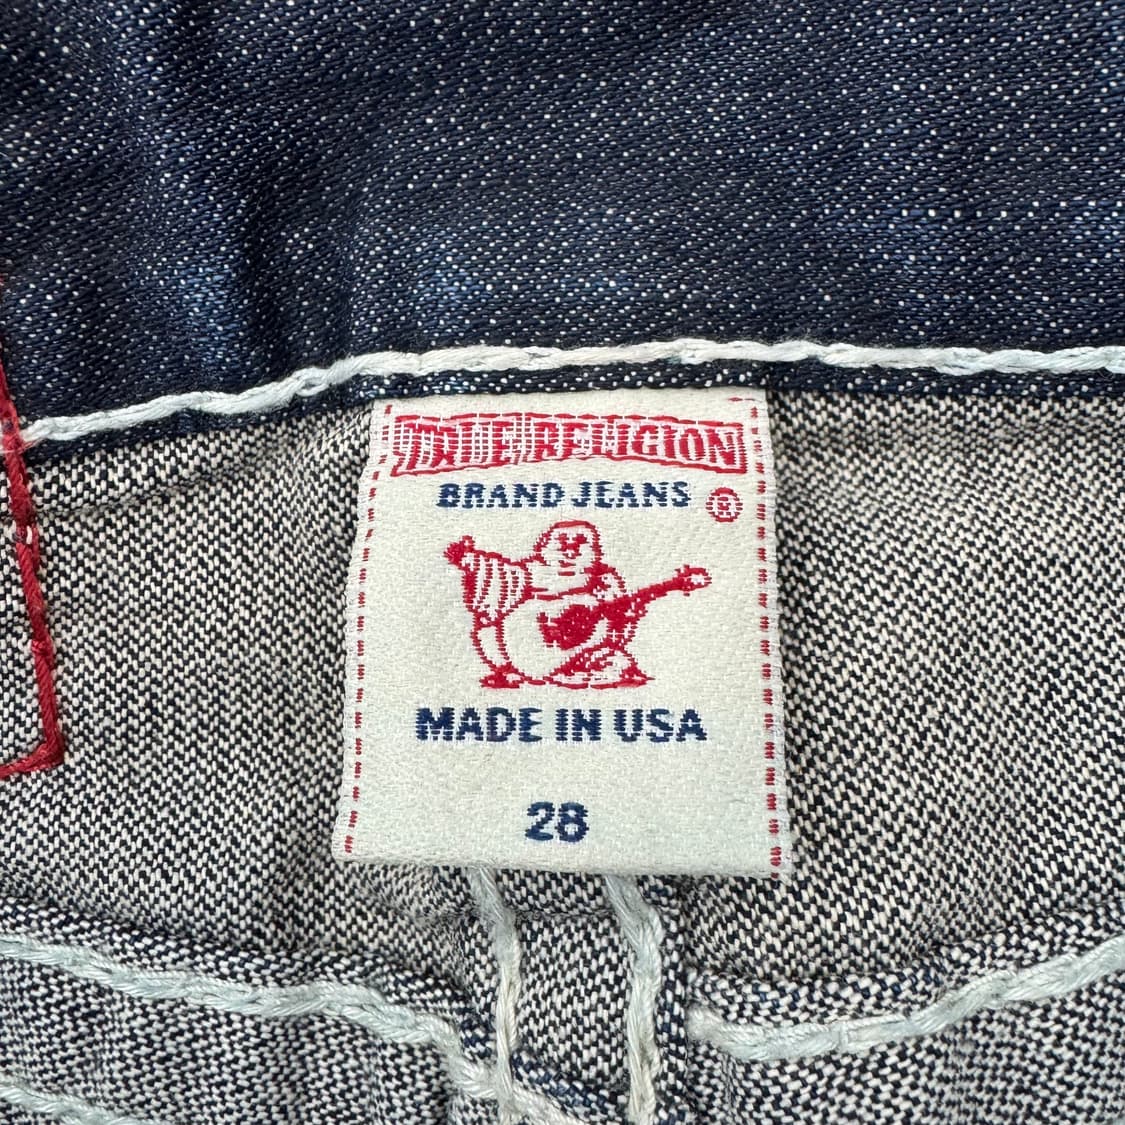 TRUE RELIGION
BRAND JEANS ®
MADE IN USA
28